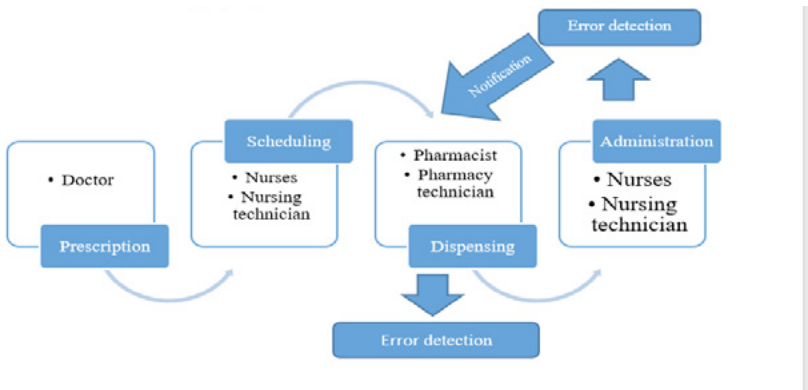 Error detection
Notification
Scheduling
Administration
• Doctor
• Nurses
• Nursing
technician
• Pharmacist
• Pharmacy
technician
• Nurses
• Nursing
technician
Prescription
Dispensing
Error detection